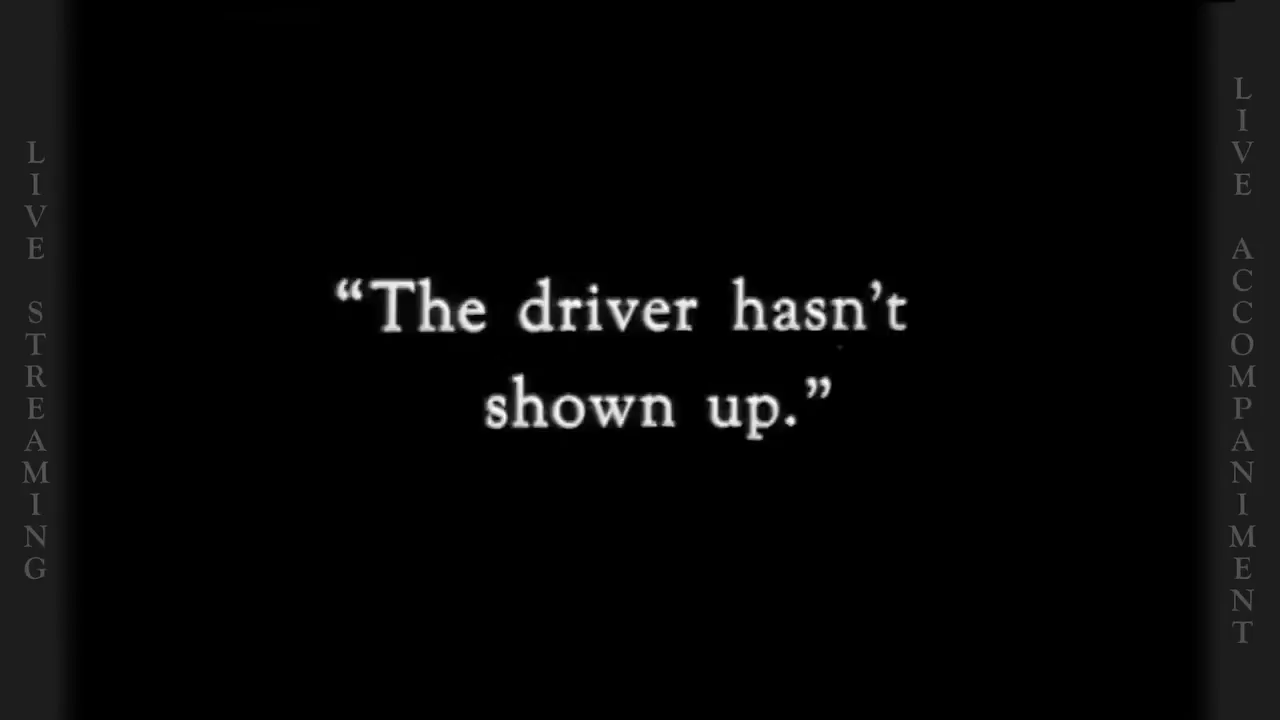 LIVE STREAMING
“The driver hasn’t
shown up.”
LIVE ACCOMPANIMENT